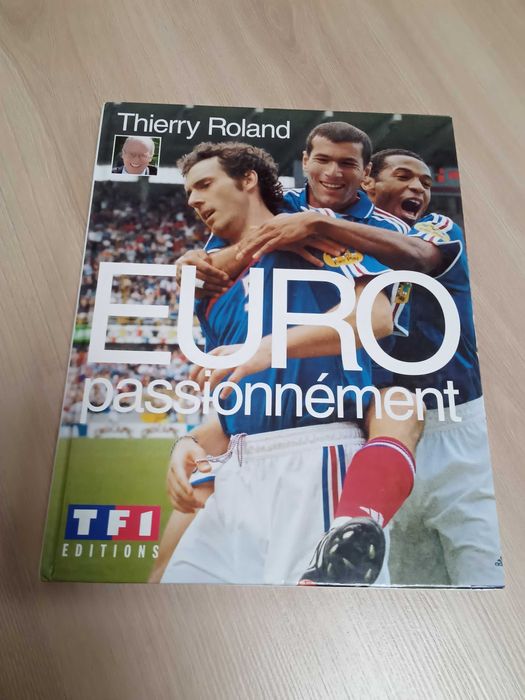 Thierry Roland
EURO
passionnément
TF1
EDITIONS